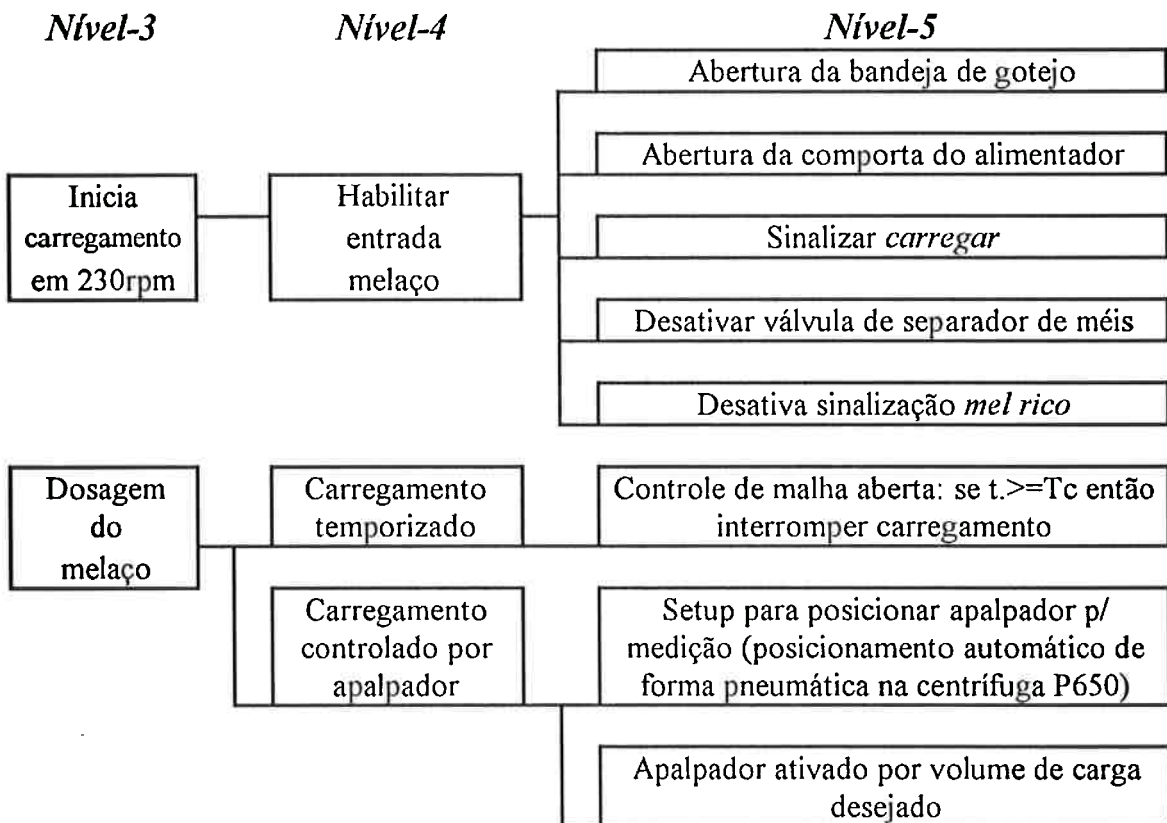 Nível-3 Nível-4 Nível-5
Abertura da bandeja de gotejo
Abertura da comporta do alimentador
Inicia
carregamento
em 230rpm
Habilitar
entrada
melaço
Sinalizar carregar
Desativar válvula de separador de méis
Desativa sinalização mel rico
Dosagem
do
melaço
Carregamento
temporizado
Controle de malha aberta: se t.>=Tc então
interromper carregamento
Carregamento
controlado por
apalpador
Setup para posicionar apalpador p/
medição (posicionamento automático de
forma pneumática na centrífuga P650)
Apalpador ativado por volume de carga
desejado